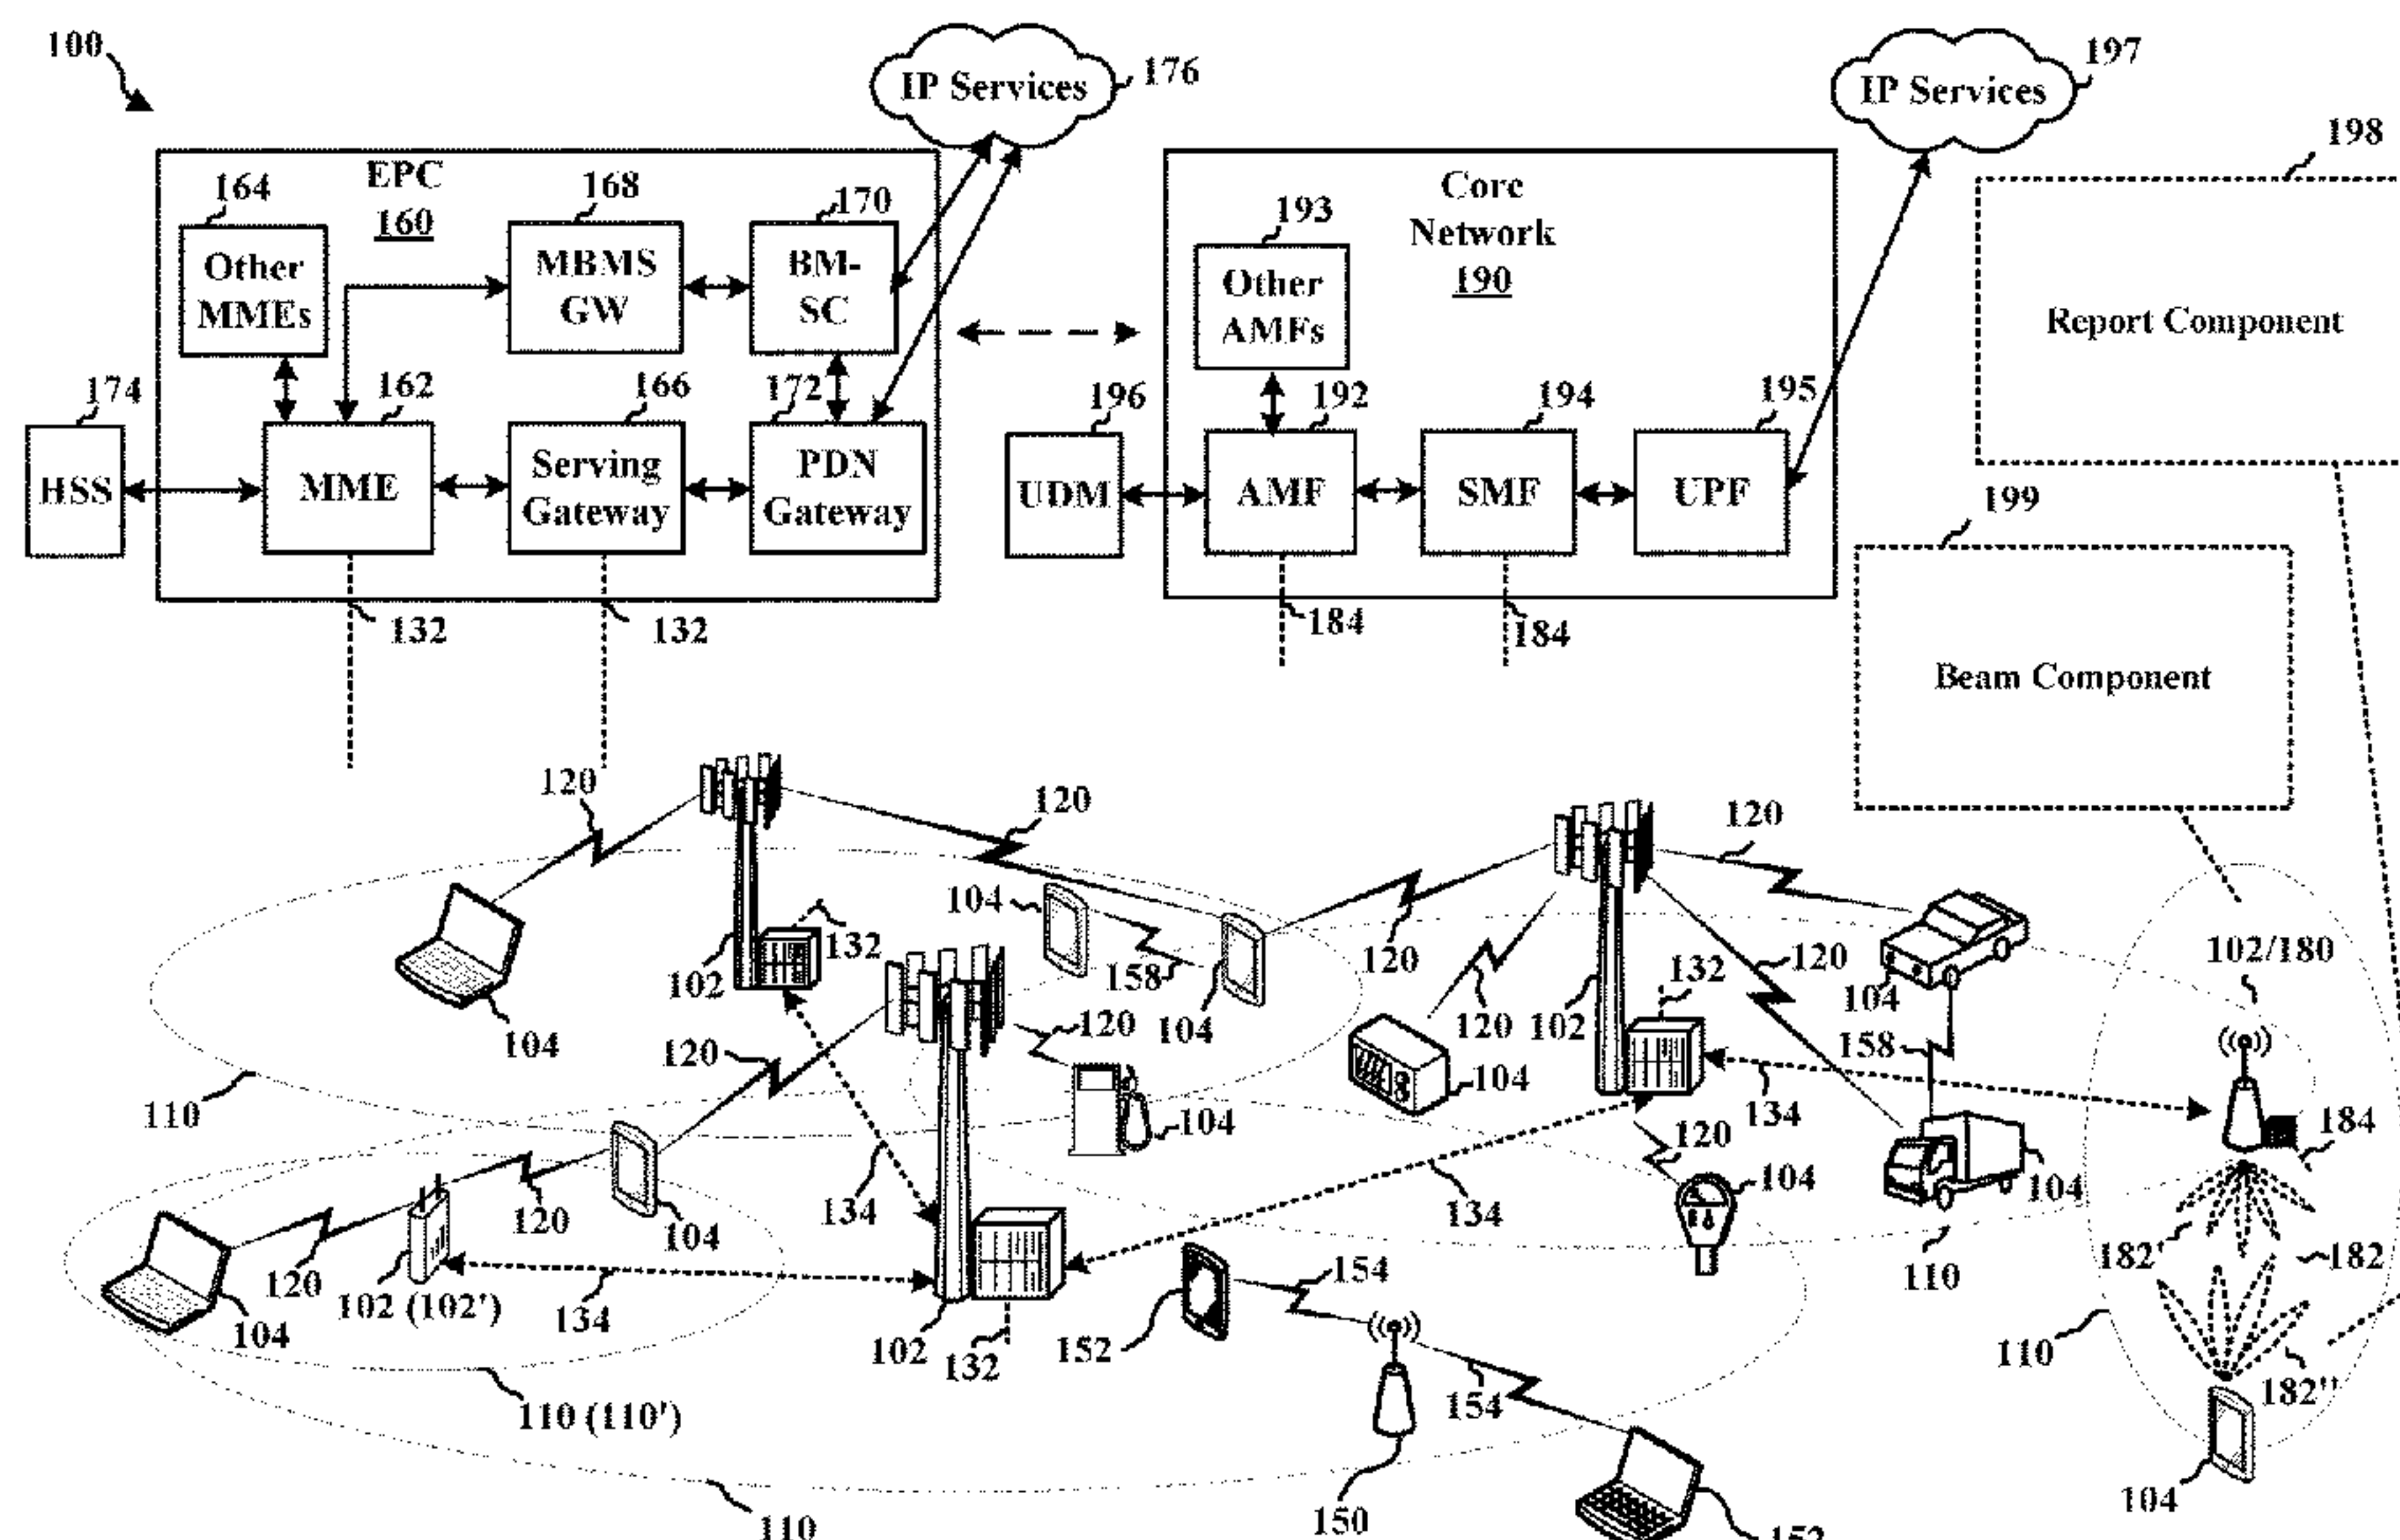 100
IP Services
176
IP Services
197
198
EPC
160
164
168
170
Other
MMEs
MBMS
GW
BM-
SC
Core
Network
190
193
Other
AMFs
Report Component
174
162
166
172
196
192
194
195
HSS
MME
Serving
Gateway
PDN
Gateway
UDM
AMF
SMF
UPF
199
132
132
184
184
Beam Component
120
120
120
104
132
102
158
104
120
120
102
132
120
104
102/180
104
120
120
104
104
158
134
110
104
184
134
120
104
134
120
104
104
182'
182
110
120
104
102 (102')
134
102
132
152
154
110
182"
110 (110')
154
104
110
150
152